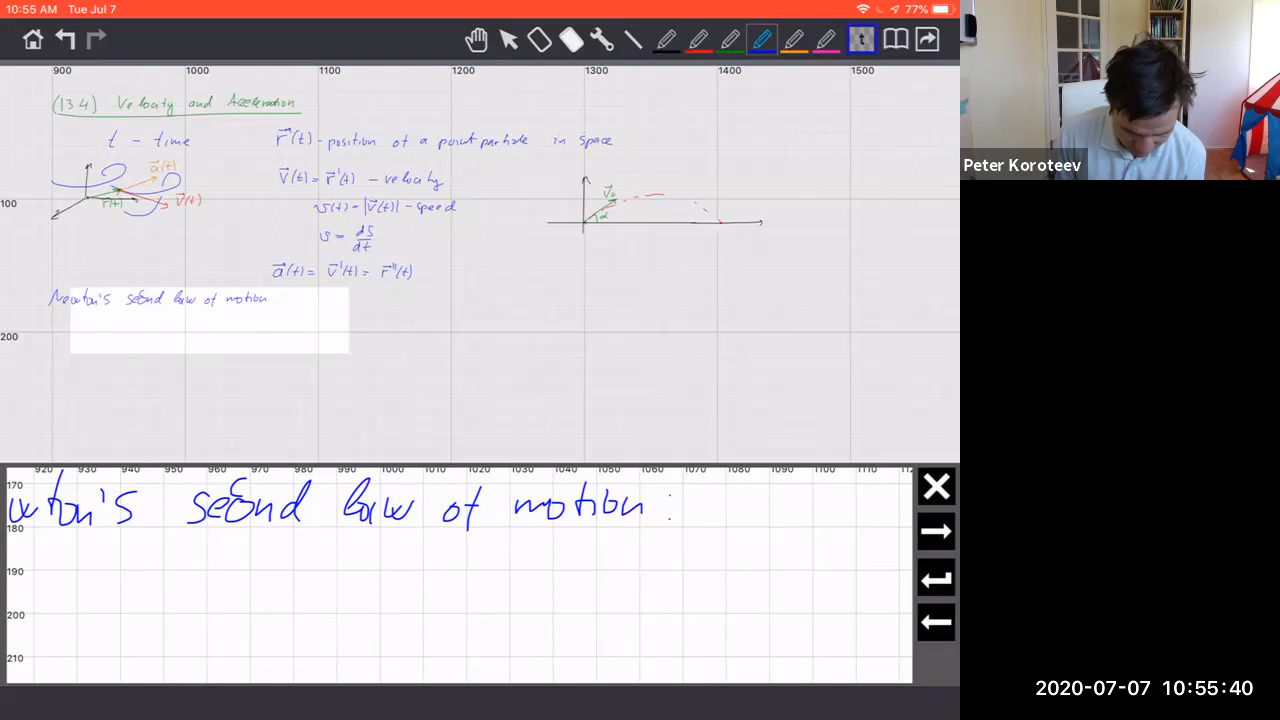 10:55 AM Tue Jul 7
77%
t
900 1000 1100 1200 1300 1400 1500
(13.4) Velocity and Acceleration
t - time
r⃗(t) - position of a point particle in space
a⃗(t)
r⃗(t)
v⃗(t)
v⃗(t) = r⃗'(t) - velocity
v(t) = |v⃗(t)| - speed
v = ds/dt
a⃗(t) = v⃗'(t) = r⃗''(t)
v⃗₀
α
100
Newton's second law of motion
200
920 930 940 950 960 970 980 990 1000 1010 1020 1030 1040 1050 1060 1070 1080 1090 1100 1110
170
wton's second law of motion:
180
190
200
210
Peter Koroteev
2020-07-07 10:55:40